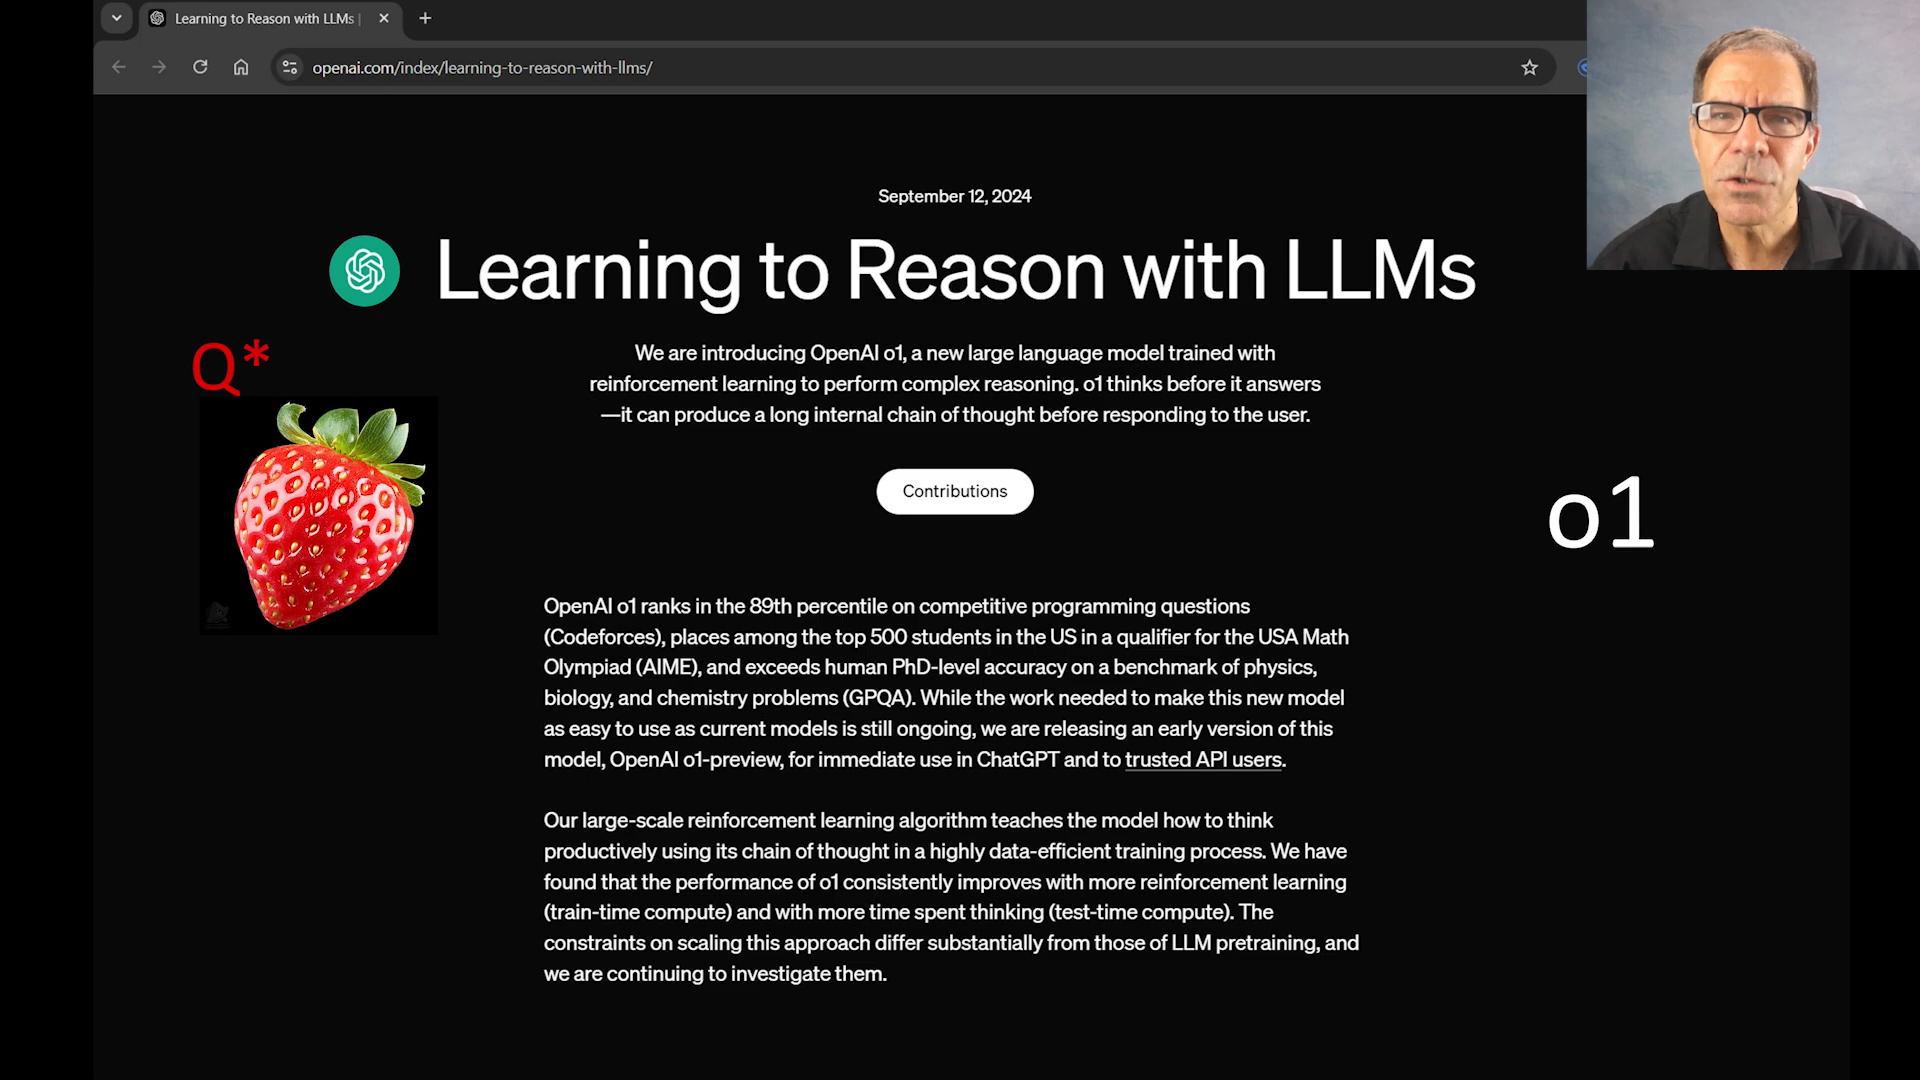 Learning to Reason with LLMs |
openai.com/index/learning-to-reason-with-llms/
September 12, 2024
Learning to Reason with LLMs
Q*
We are introducing OpenAI o1, a new large language model trained with
reinforcement learning to perform complex reasoning. o1 thinks before it answers
—it can produce a long internal chain of thought before responding to the user.
Contributions
o1
OpenAI o1 ranks in the 89th percentile on competitive programming questions
(Codeforces), places among the top 500 students in the US in a qualifier for the USA Math
Olympiad (AIME), and exceeds human PhD-level accuracy on a benchmark of physics,
biology, and chemistry problems (GPQA). While the work needed to make this new model
as easy to use as current models is still ongoing, we are releasing an early version of this
model, OpenAI o1-preview, for immediate use in ChatGPT and to trusted API users.
Our large-scale reinforcement learning algorithm teaches the model how to think
productively using its chain of thought in a highly data-efficient training process. We have
found that the performance of o1 consistently improves with more reinforcement learning
(train-time compute) and with more time spent thinking (test-time compute). The
constraints on scaling this approach differ substantially from those of LLM pretraining, and
we are continuing to investigate them.